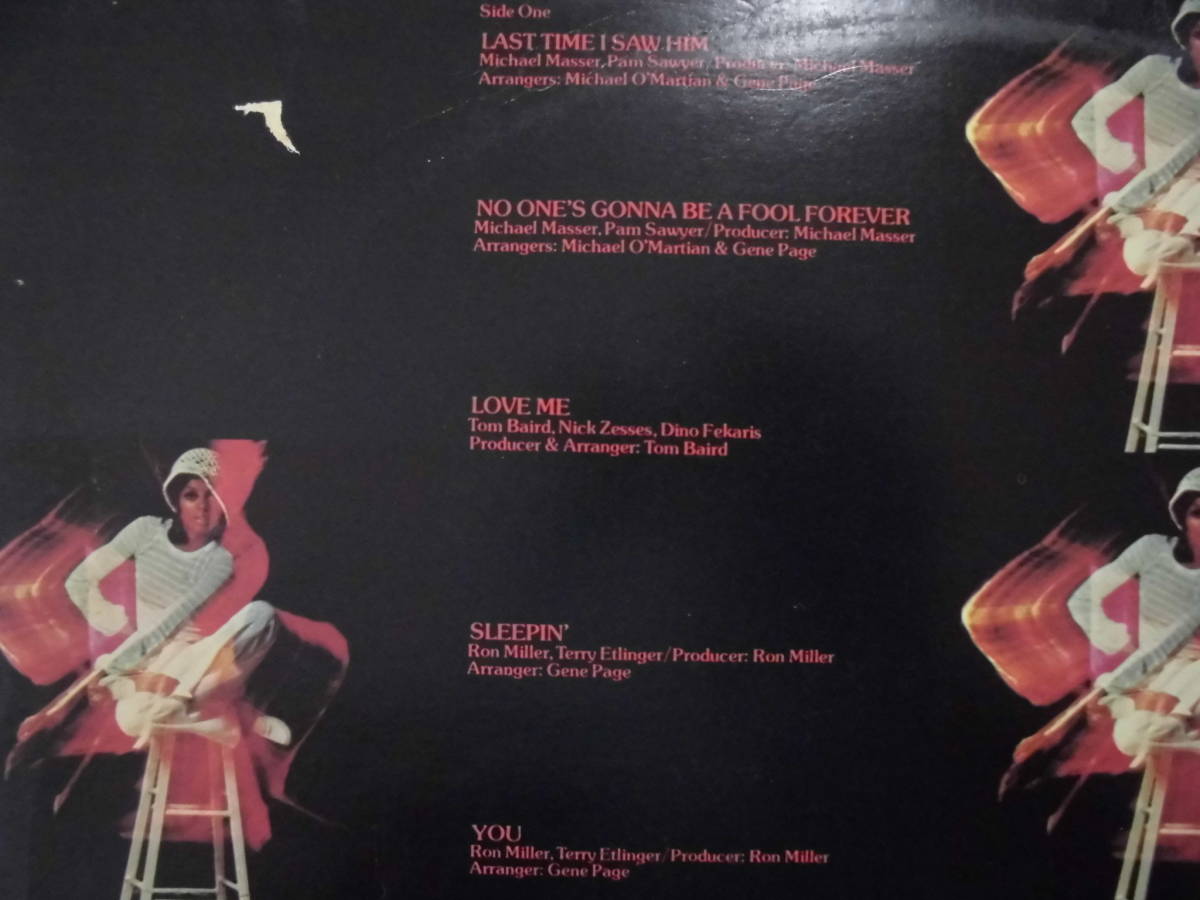 Side One
LAST TIME I SAW HIM
Michael Masser, Pam Sawyer/Producer: Michael Masser
Arrangers: Michael O'Martian & Gene Page
NO ONE'S GONNA BE A FOOL FOREVER
Michael Masser, Pam Sawyer/Producer: Michael Masser
Arrangers: Michael O'Martian & Gene Page
LOVE ME
Tom Baird, Nick Zesses, Dino Fekaris
Producer & Arranger: Tom Baird
SLEEPIN'
Ron Miller, Terry Etlinger/Producer: Ron Miller
Arranger: Gene Page
YOU
Ron Miller, Terry Etlinger/Producer: Ron Miller
Arranger: Gene Page